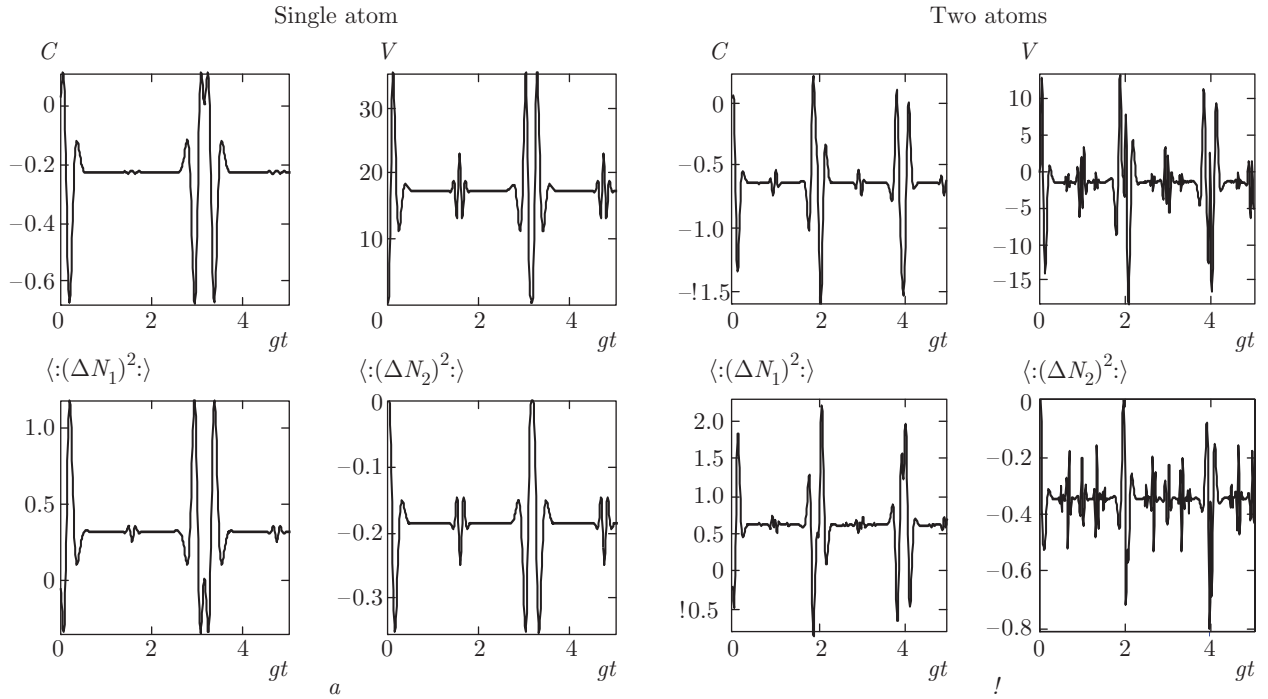 Single atom Two atoms
C V C V
0 −0.2 −0.4 −0.6
0 2 4
gt
30 20 10
0 2 4
gt
0 −0.5 −1.0 −!1.5
0 2 4
gt
10 5 0 −5 −10 −15
0 2 4
gt
⟨:(ΔN₁)²:⟩ ⟨:(ΔN₂)²:⟩ ⟨:(ΔN₁)²:⟩ ⟨:(ΔN₂)²:⟩
1.0 0.5 0
0 2 4
gt
0 −0.1 −0.2 −0.3
0 2 4
gt
2.0 1.5 1.0 0.5 0 !0.5
0 2 4
gt
0 −0.2 −0.4 −0.6 −0.8
0 2 4
gt
a !